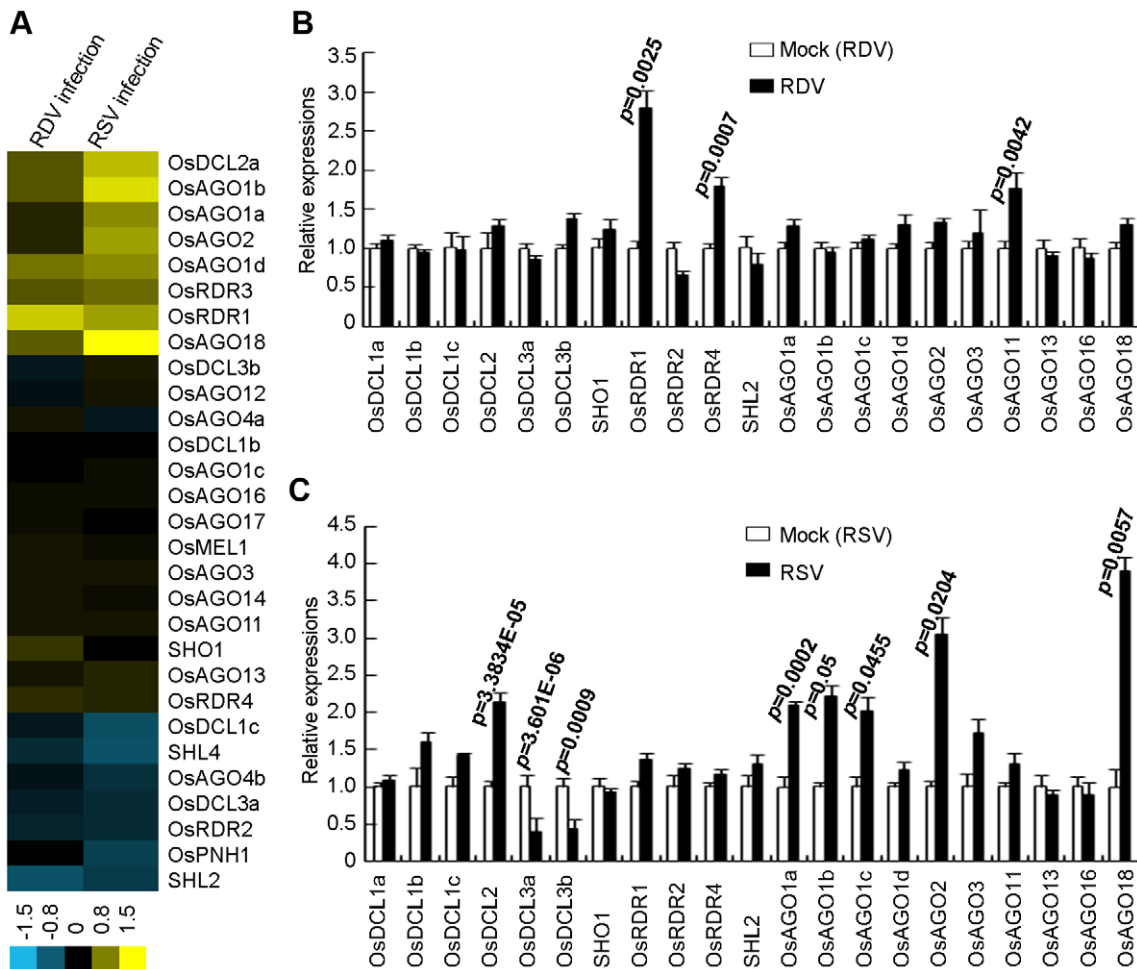 A
RDV infection
RSV infection
OsDCL2a
OsAGO1b
OsAGO1a
OsAGO2
OsAGO1d
OsRDR3
OsRDR1
OsAGO18
OsDCL3b
OsAGO12
OsAGO4a
OsDCL1b
OsAGO1c
OsAGO16
OsAGO17
OsMEL1
OsAGO3
OsAGO14
OsAGO11
SHO1
OsAGO13
OsRDR4
OsDCL1c
SHL4
OsAGO4b
OsDCL3a
OsRDR2
OsPNH1
SHL2
-1.5
-0.8
0
0.8
1.5
B
Relative expressions
3.5
3.0
2.5
2.0
1.5
1.0
0.5
0
Mock (RDV)
RDV
p=0.0025
p=0.0007
p=0.0042
OsDCL1a
OsDCL1b
OsDCL1c
OsDCL2
OsDCL3a
OsDCL3b
SHO1
OsRDR1
OsRDR2
OsRDR4
SHL2
OsAGO1a
OsAGO1b
OsAGO1c
OsAGO1d
OsAGO2
OsAGO3
OsAGO11
OsAGO13
OsAGO16
OsAGO18
C
Relative expressions
4.5
4.0
3.5
3.0
2.5
2.0
1.5
1.0
0.5
0
Mock (RSV)
RSV
p=3.3834E-05
p=3.601E-06
p=0.0009
p=0.0002
p=0.05
p=0.0455
p=0.0204
p=0.0057
OsDCL1a
OsDCL1b
OsDCL1c
OsDCL2
OsDCL3a
OsDCL3b
SHO1
OsRDR1
OsRDR2
OsRDR4
SHL2
OsAGO1a
OsAGO1b
OsAGO1c
OsAGO1d
OsAGO2
OsAGO3
OsAGO11
OsAGO13
OsAGO16
OsAGO18